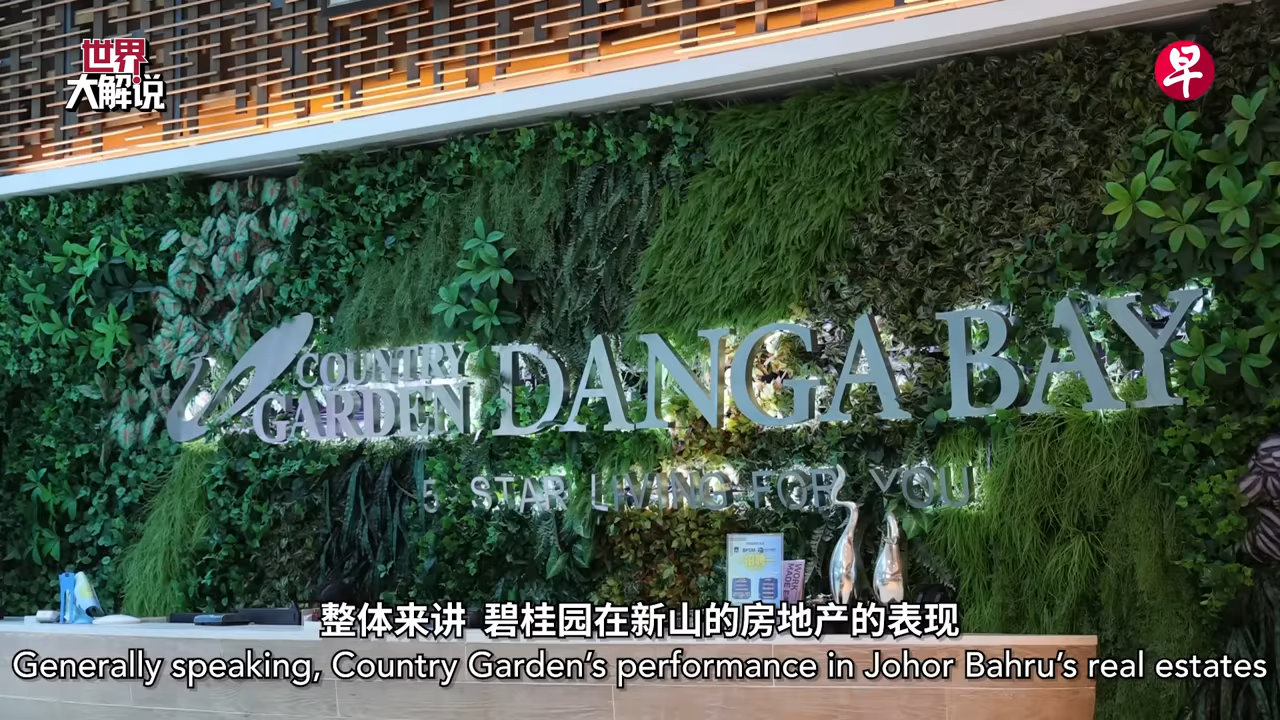 世界
大解说
早
COUNTRY
GARDEN
DANGA BAY
5 STAR LIVING FOR YOU
WORK
MADE
整体来讲 碧桂园在新山的房地产的表现
Generally speaking, Country Garden's performance in Johor Bahru's real estates